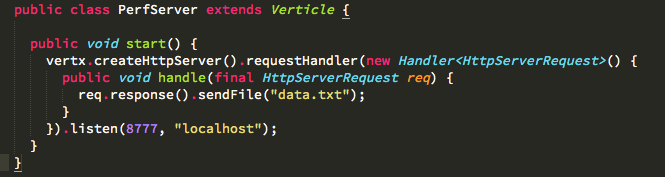 public class PerfServer extends Verticle {
public void start() {
vertx.createHttpServer().requestHandler(new Handler<HttpServerRequest>() {
public void handle(final HttpServerRequest req) {
req.response().sendFile("data.txt");
}
}).listen(8777, "localhost");
}
}